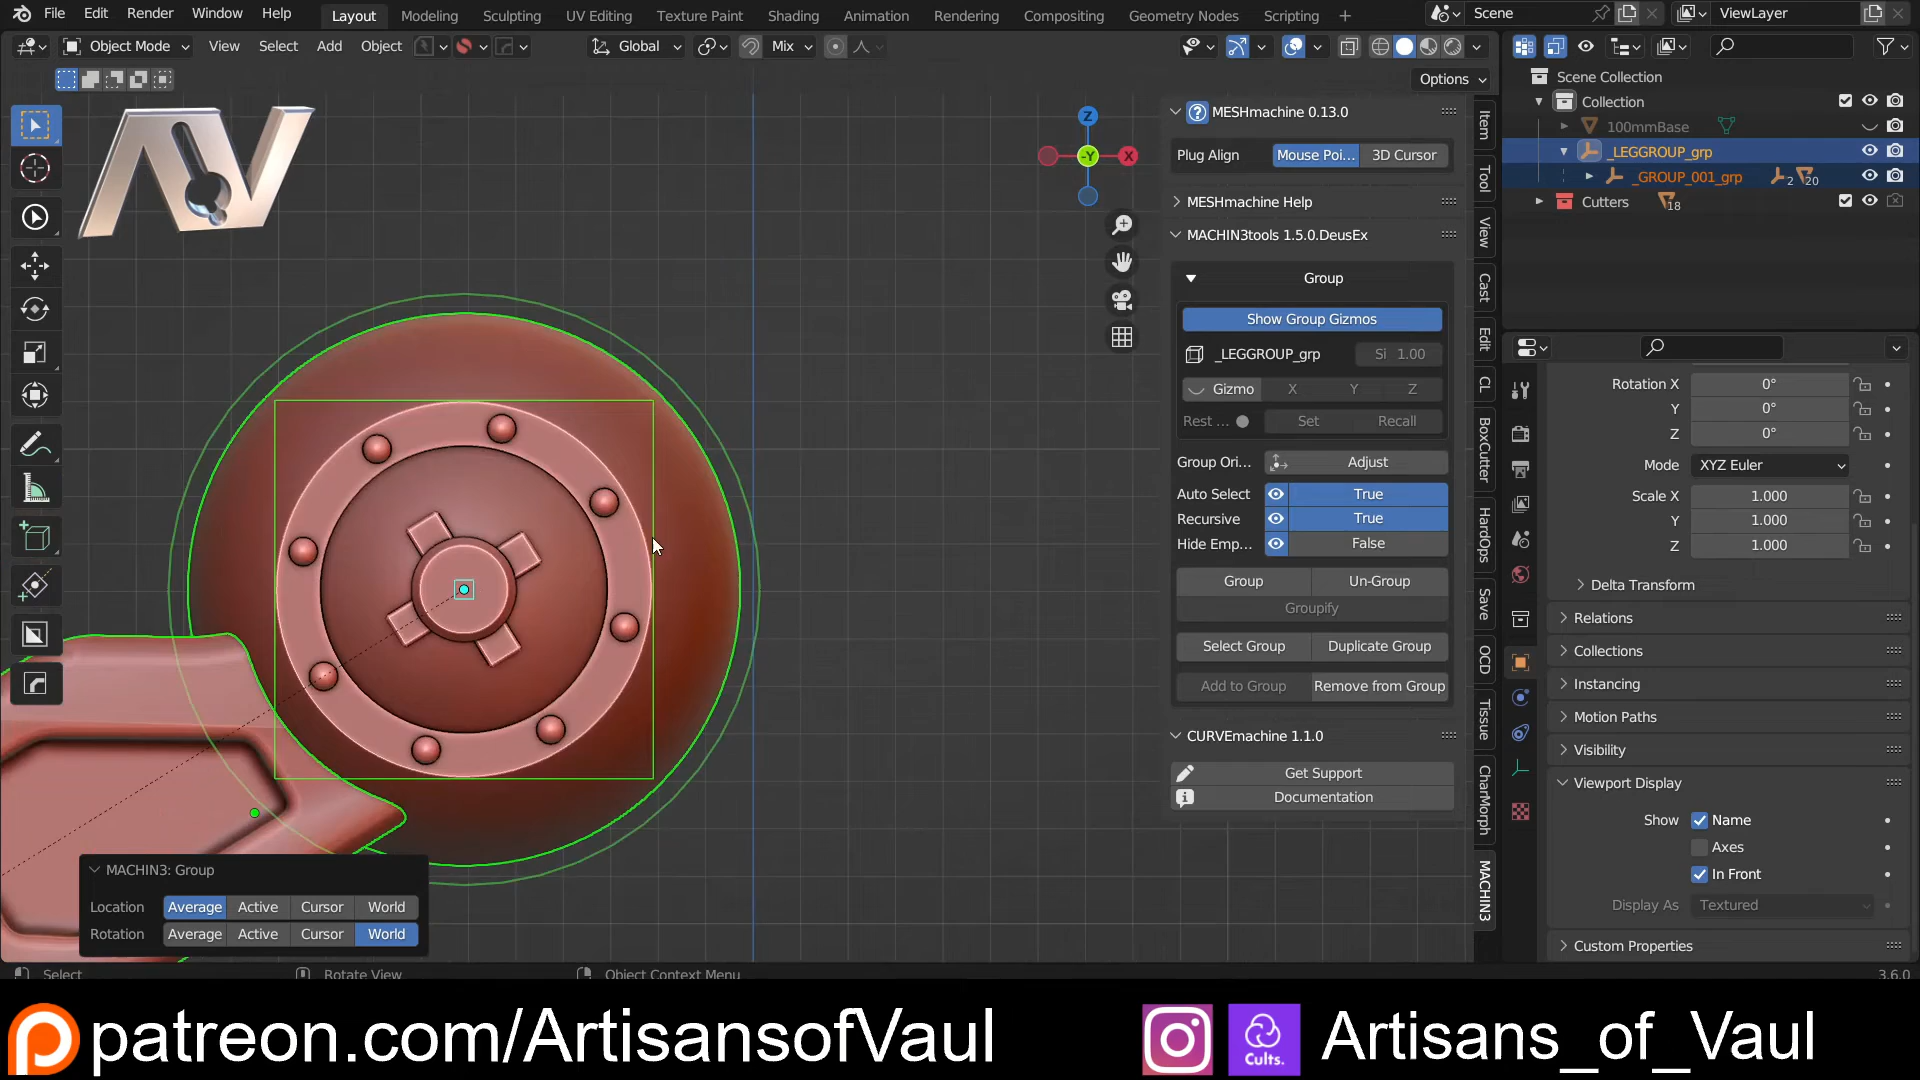 File Edit Render Window Help Layout Modeling Sculpting UV Editing Texture Paint Shading Animation Rendering Compositing Geometry Nodes Scripting + Scene ViewLayer
Object Mode View Select Add Object Global Mix
Options
Scene Collection
Collection
100mmBase
_LEGGROUP_grp
_GROUP_001_grp 2 20
Cutters 18
Z
-Y
X
AV
MESHmachine 0.13.0
Plug Align Mouse Poi... 3D Cursor
MESHmachine Help
MACHIN3tools 1.5.0.DeusEx
Group
Show Group Gizmos
_LEGGROUP_grp Si 1.00
Gizmo X Y Z
Rest ... Set Recall
Group Ori... Adjust
Auto Select True
Recursive True
Hide Emp... False
Group Un-Group
Groupify
Select Group Duplicate Group
Add to Group Remove from Group
CURVEmachine 1.1.0
Get Support
Documentation
Item
Tool
View
Cast
Edit
CL
BoxCutter
HardOps
Save
OCD
Tissue
CharMorph
MACHIN3
Rotation X 0°
Y 0°
Z 0°
Mode XYZ Euler
Scale X 1.000
Y 1.000
Z 1.000
Delta Transform
Relations
Collections
Instancing
Motion Paths
Visibility
Viewport Display
Show Name
Axes
In Front
Display As Textured
Custom Properties
MACHIN3: Group
Location Average Active Cursor World
Rotation Average Active Cursor World
Select Rotate View Object Context Menu 3.6.0
patreon.com/ArtisansofVaul Cults. Artisans_of_Vaul